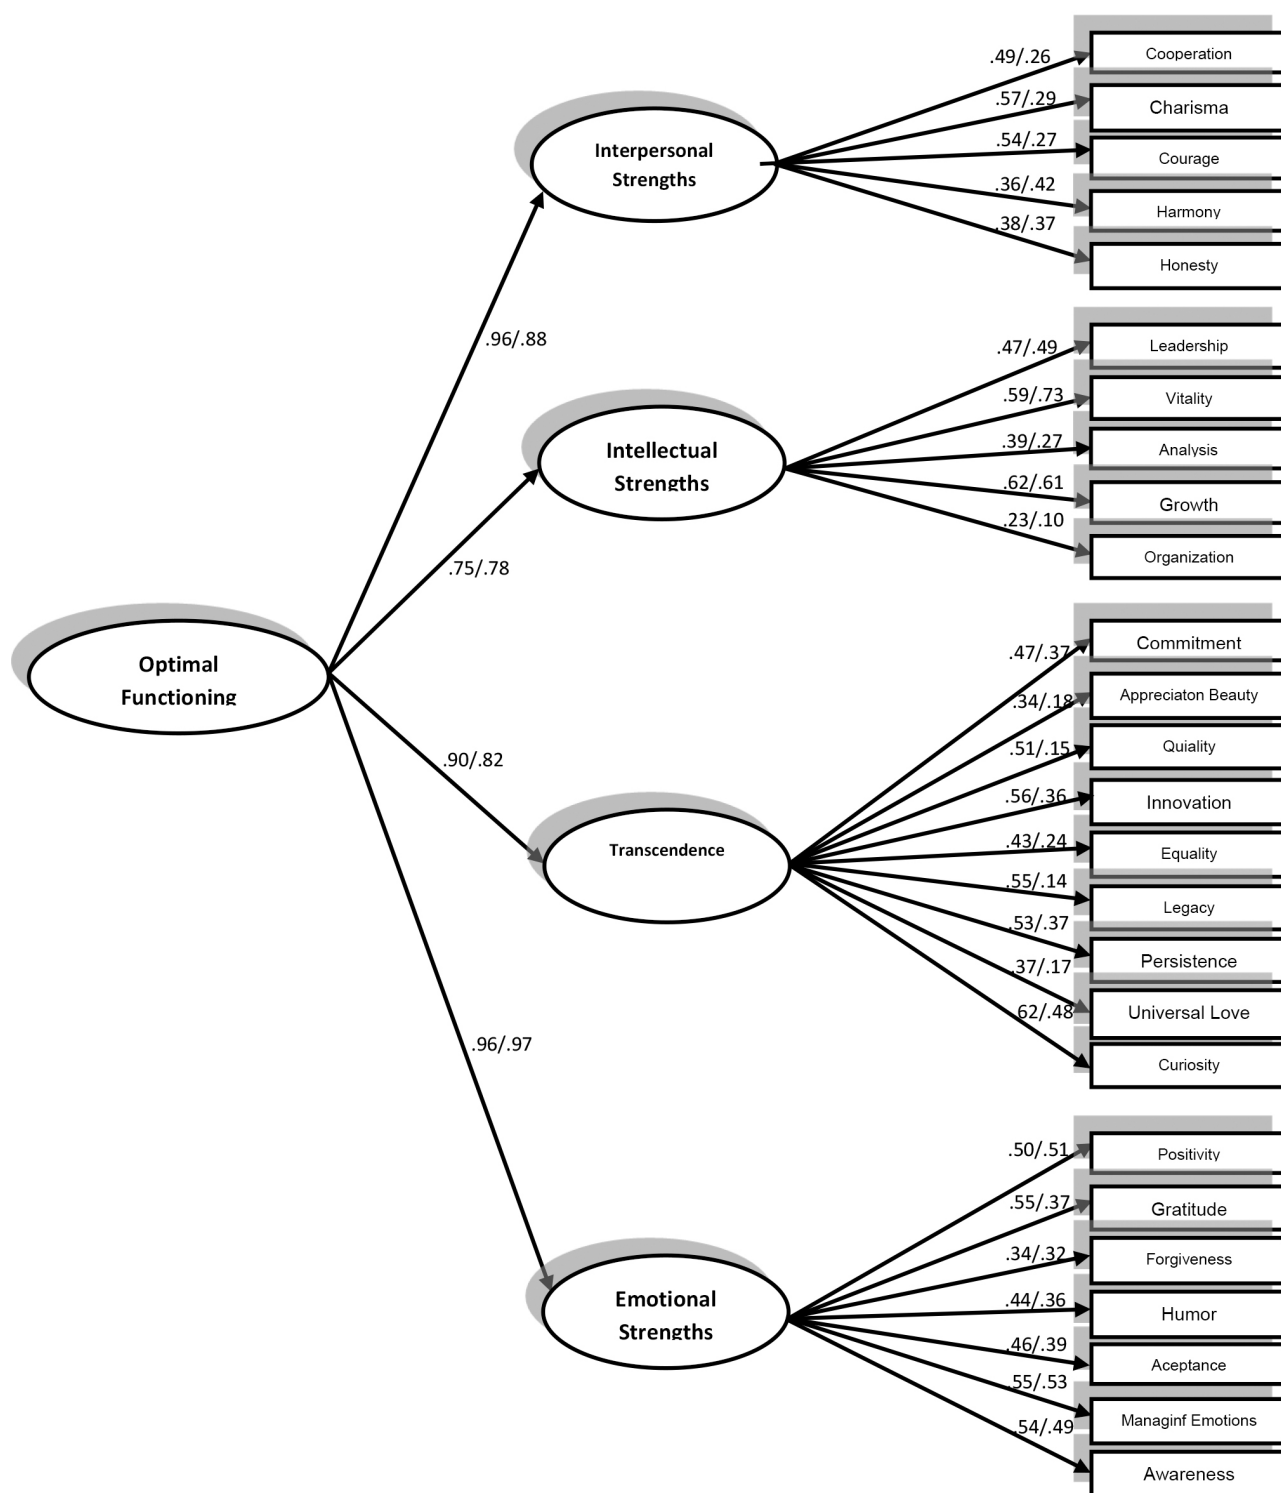 .49/.26
Cooperation
.57/.29
Charisma
.54/.27
Courage
.36/.42
Harmony
.38/.37
Honesty
Interpersonal
Strengths
.96/.88
.47/.49
Leadership
.59/.73
Vitality
.39/.27
Analysis
.62/.61
Growth
.23/.10
Organization
Intellectual
Strengths
.75/.78
Optimal
Functioning
.47/.37
Commitment
.34/.18
Appreciaton Beauty
.51/.15
Quiality
.56/.36
Innovation
.43/.24
Equality
.55/.14
Legacy
.53/.37
Persistence
.37/.17
Universal Love
.62/.48
Curiosity
.90/.82
Transcendence
.96/.97
.50/.51
Positivity
.55/.37
Gratitude
.34/.32
Forgiveness
.44/.36
Humor
.46/.39
Aceptance
.55/.53
Managinf Emotions
.54/.49
Awareness
Emotional
Strengths